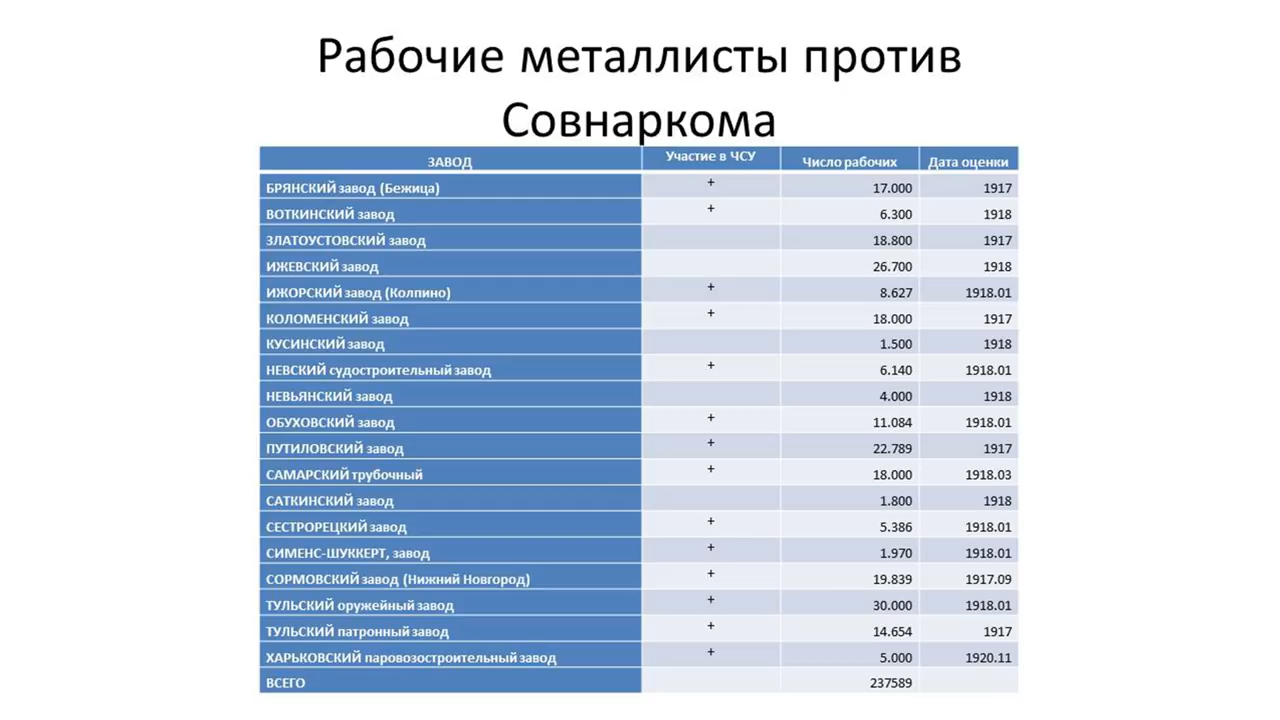 Рабочие металлисты против
Совнаркома
ЗАВОД Участие в ЧСУ Число рабочих Дата оценки
БРЯНСКИЙ завод (Бежица) + 17.000 1917
ВОТКИНСКИЙ завод + 6.300 1918
ЗЛАТОУСТОВСКИЙ завод 18.800 1917
ИЖЕВСКИЙ завод 26.700 1918
ИЖОРСКИЙ завод (Колпино) + 8.627 1918.01
КОЛОМЕНСКИЙ завод + 18.000 1917
КУСИНСКИЙ завод 1.500 1918
НЕВСКИЙ судостроительный завод + 6.140 1918.01
НЕВЬЯНСКИЙ завод 4.000 1918
ОБУХОВСКИЙ завод + 11.084 1918.01
ПУТИЛОВСКИЙ завод + 22.789 1917
САМАРСКИЙ трубочный + 18.000 1918.03
САТКИНСКИЙ завод 1.800 1918
СЕСТРОРЕЦКИЙ завод + 5.386 1918.01
СИМЕНС-ШУККЕРТ, завод + 1.970 1918.01
СОРМОВСКИЙ завод (Нижний Новгород) + 19.839 1917.09
ТУЛЬСКИЙ оружейный завод + 30.000 1918.01
ТУЛЬСКИЙ патронный завод + 14.654 1917
ХАРЬКОВСКИЙ паровозостроительный завод + 5.000 1920.11
ВСЕГО 237589